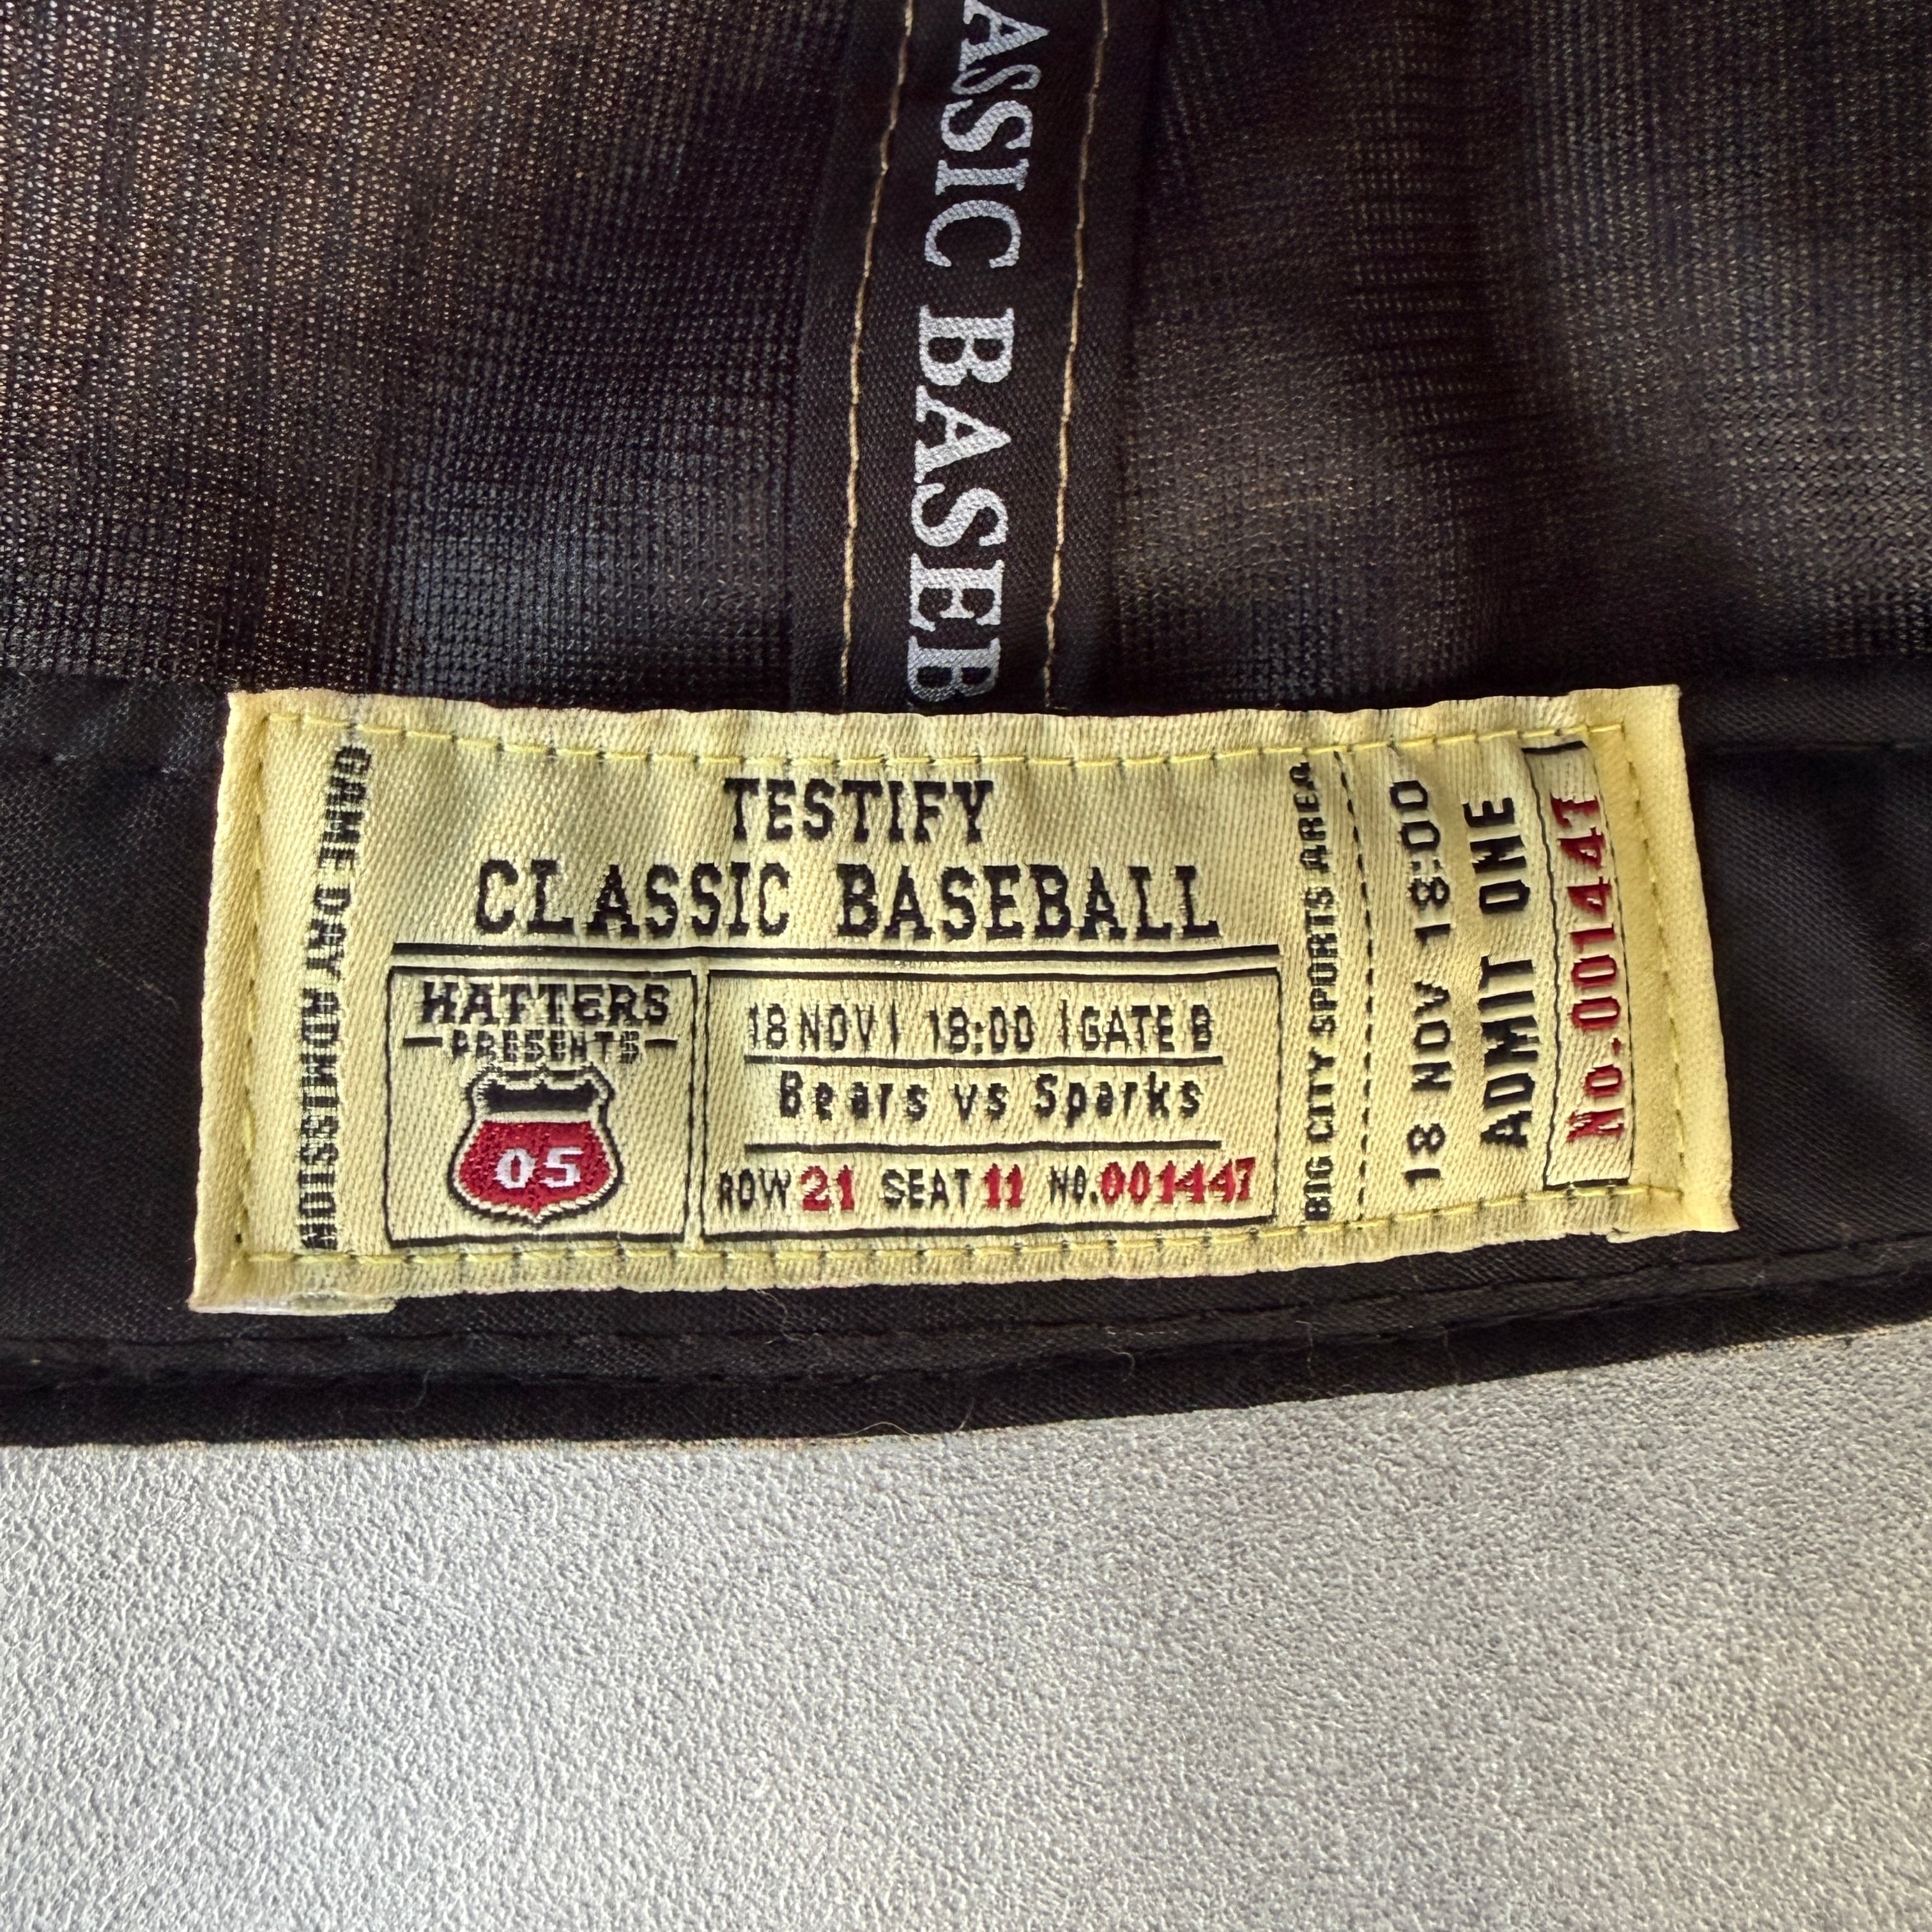 ASSIC BASEB
GAME DAY ADMISSION
TESTIFY
CLASSIC BASEBALL
HATTERS
PRESENTS
05
18 NOV | 18:00 | GATE B
Bears vs Sparks
ROW 21 SEAT 11 NO.001447
BIG CITY SPORTS AREA
18 NOV 18:00
ADMIT ONE
No.001447